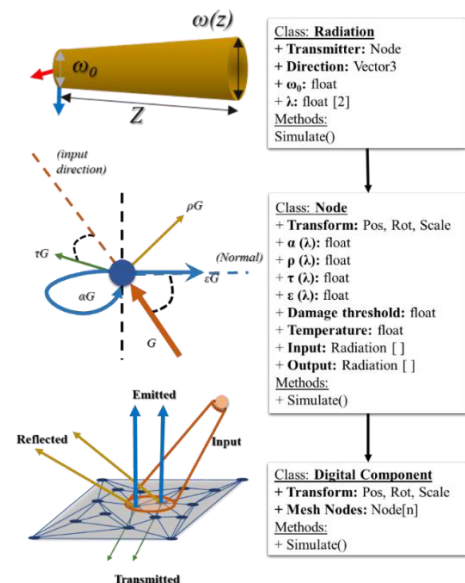 ω(z)
ω₀
Z
Class: Radiation
+ Transmitter: Node
+ Direction: Vector3
+ ω₀: float
+ λ: float [2]
Methods:
Simulate()
(input
direction)
ρG
τG
(Normal)
εG
αG
G
Class: Node
+ Transform: Pos, Rot, Scale
+ α (λ): float
+ ρ (λ): float
+ τ (λ): float
+ ε (λ): float
+ Damage threshold: float
+ Temperature: float
+ Input: Radiation [ ]
+ Output: Radiation [ ]
Methods:
+ Simulate()
Emitted
Reflected
Input
Transmitted
Class: Digital Component
+ Transform: Pos, Rot, Scale
+ Mesh Nodes: Node[n]
Methods:
+ Simulate()